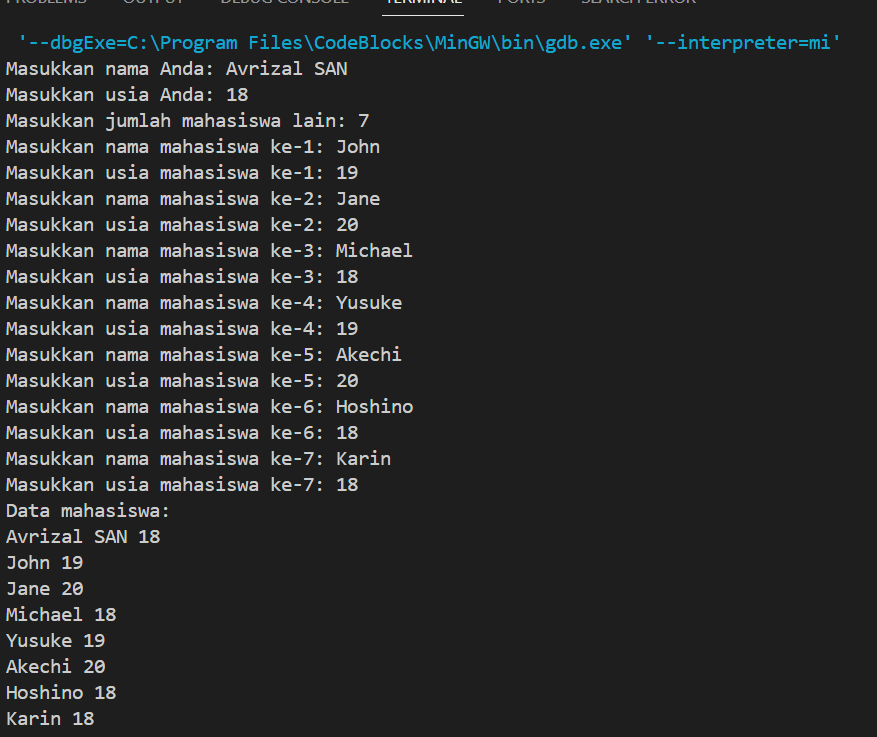 PROBLEMS OUTPUT DEBUG CONSOLE TERMINAL PORTS SEARCH ERROR
'--dbgExe=C:\Program Files\CodeBlocks\MinGW\bin\gdb.exe' '--interpreter=mi'
Masukkan nama Anda: Avrizal SAN
Masukkan usia Anda: 18
Masukkan jumlah mahasiswa lain: 7
Masukkan nama mahasiswa ke-1: John
Masukkan usia mahasiswa ke-1: 19
Masukkan nama mahasiswa ke-2: Jane
Masukkan usia mahasiswa ke-2: 20
Masukkan nama mahasiswa ke-3: Michael
Masukkan usia mahasiswa ke-3: 18
Masukkan nama mahasiswa ke-4: Yusuke
Masukkan usia mahasiswa ke-4: 19
Masukkan nama mahasiswa ke-5: Akechi
Masukkan usia mahasiswa ke-5: 20
Masukkan nama mahasiswa ke-6: Hoshino
Masukkan usia mahasiswa ke-6: 18
Masukkan nama mahasiswa ke-7: Karin
Masukkan usia mahasiswa ke-7: 18
Data mahasiswa:
Avrizal SAN 18
John 19
Jane 20
Michael 18
Yusuke 19
Akechi 20
Hoshino 18
Karin 18